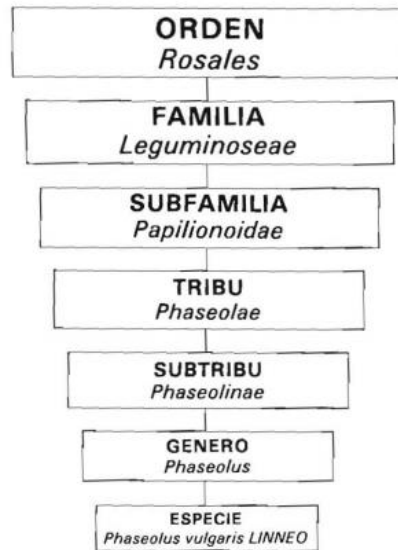 ORDEN
Rosales
FAMILIA
Leguminoseae
SUBFAMILIA
Papilionoidae
TRIBU
Phaseolae
SUBTRIBU
Phaseolinae
GENERO
Phaseolus
ESPECIE
Phaseolus vulgaris LINNEO